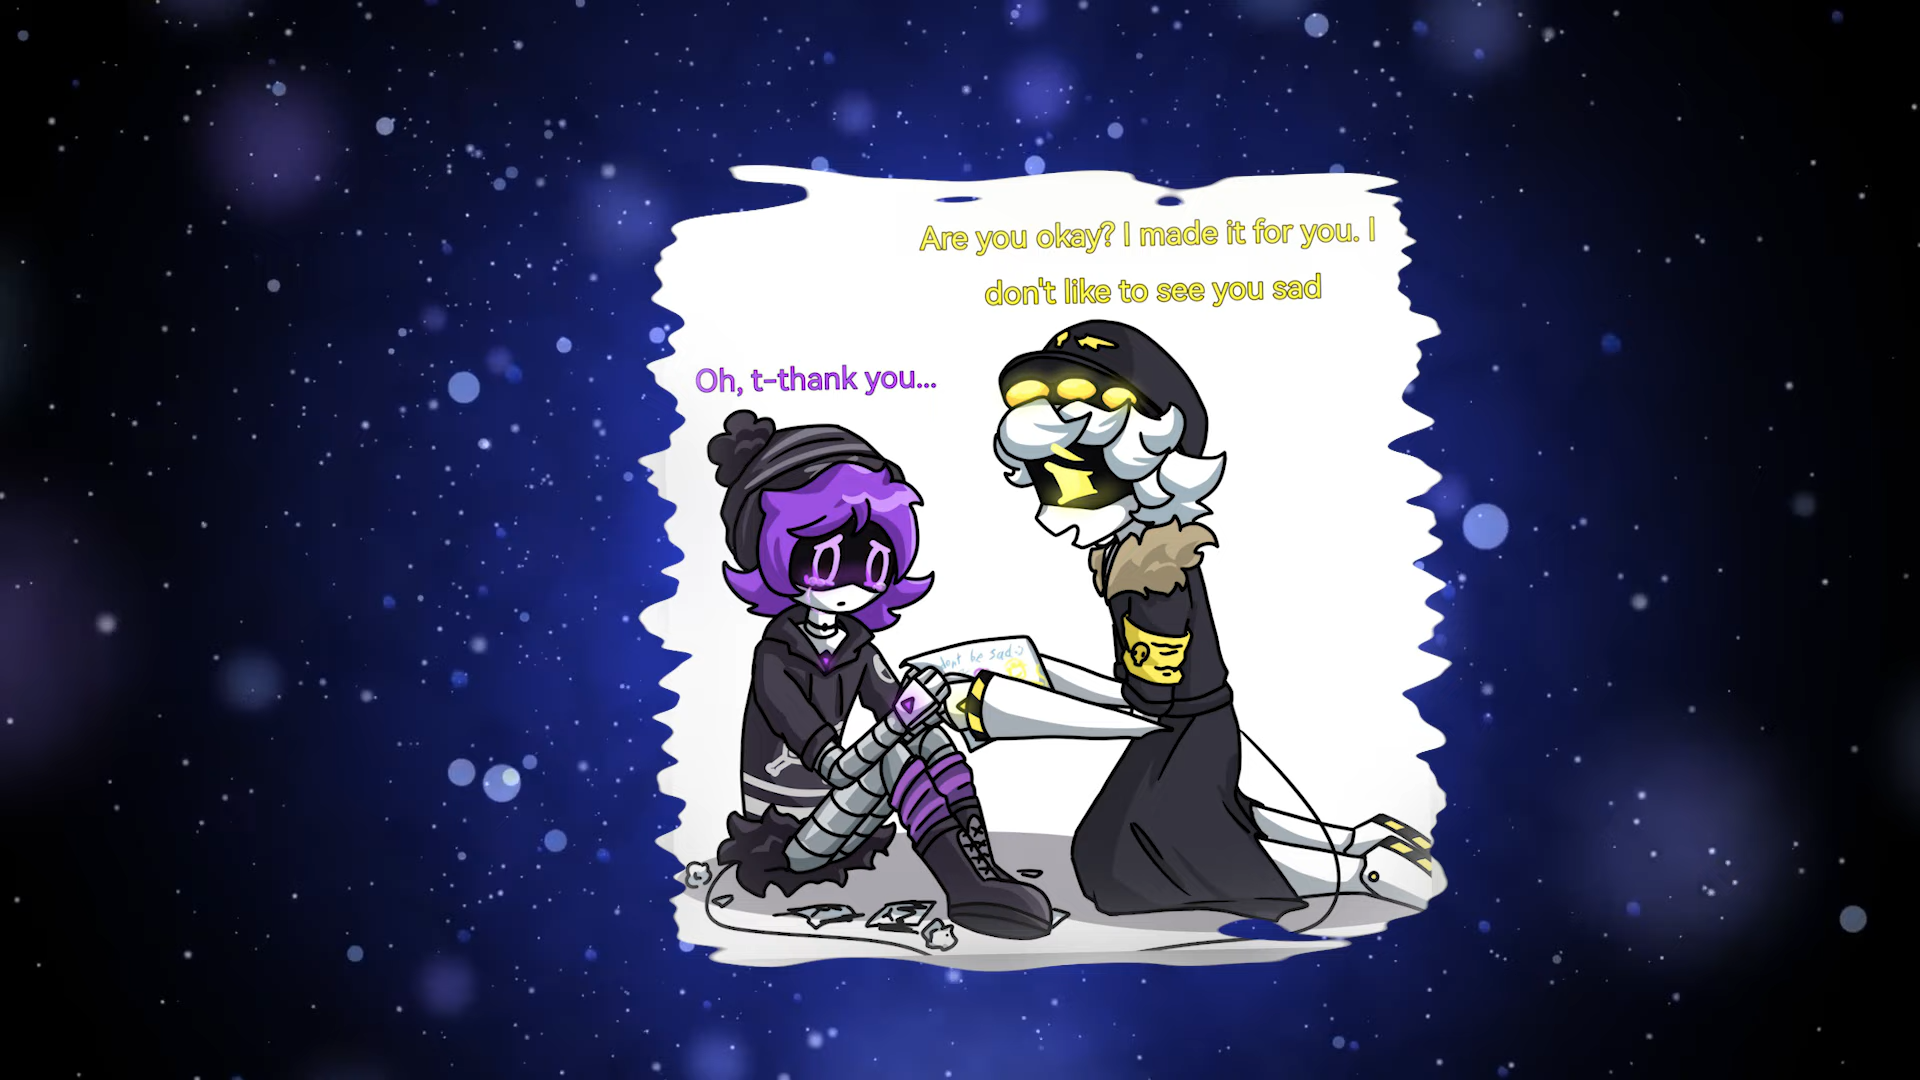 Are you okay? I made it for you. I
don't like to see you sad
Oh, t-thank you...
dont be sad:)